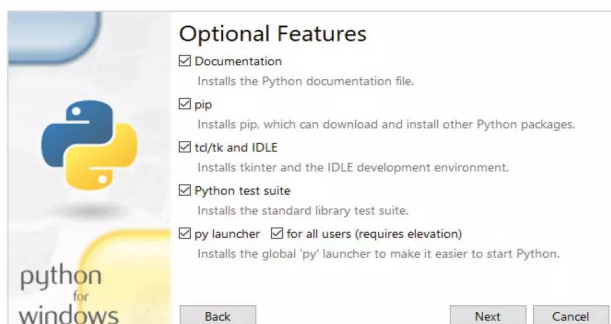 Optional Features
Documentation
Installs the Python documentation file.
pip
Installs pip, which can download and install other Python packages.
tcl/tk and IDLE
Installs tkinter and the IDLE development environment.
Python test suite
Installs the standard library test suite.
py launcher for all users (requires elevation)
Installs the global 'py' launcher to make it easier to start Python.
python
for
windows
Back Next Cancel